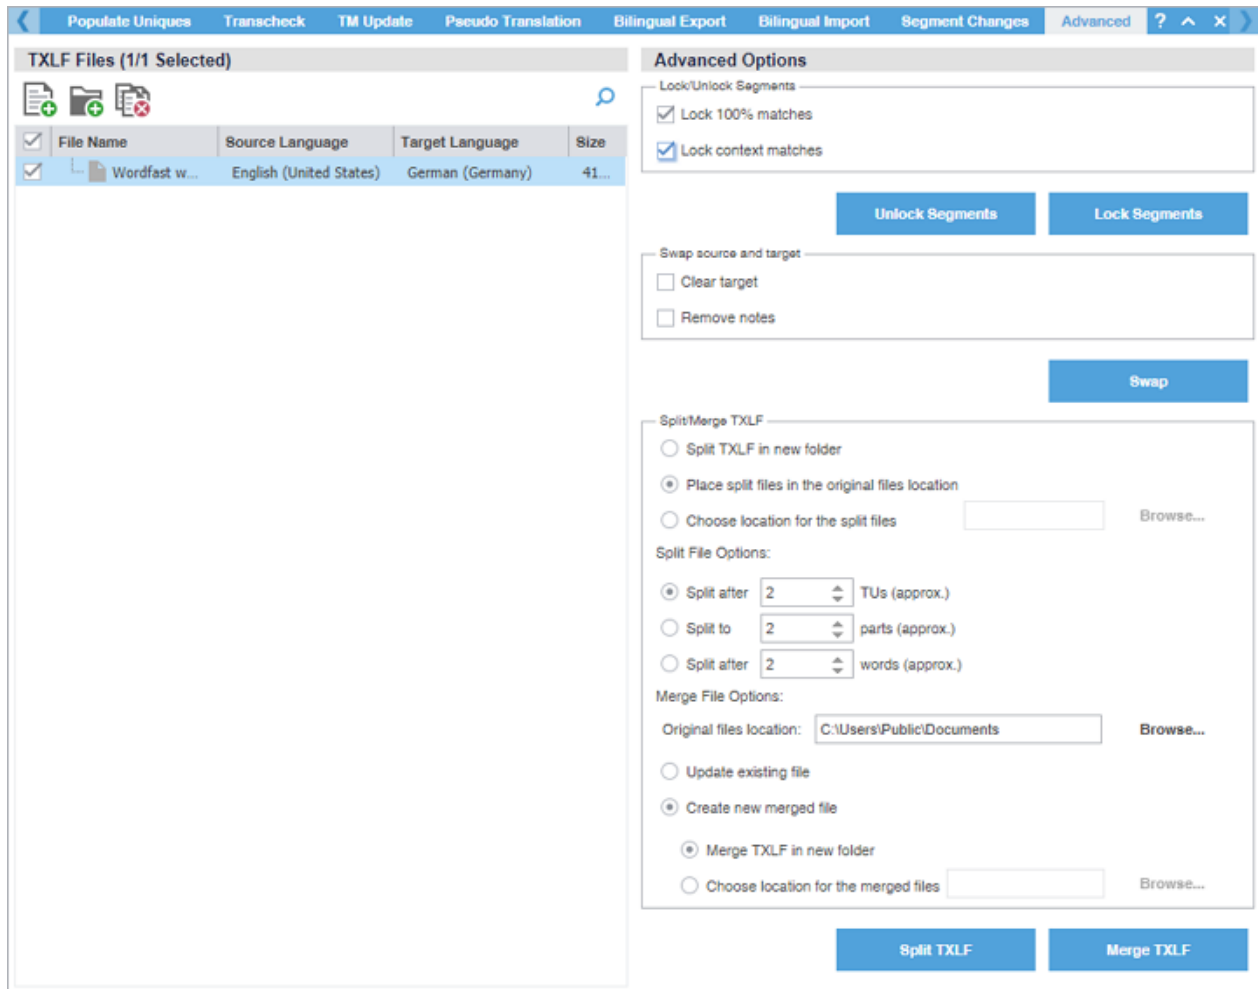 Populate Uniques Transcheck TM Update Pseudo Translation Bilingual Export Bilingual Import Segment Changes Advanced ?
TXLF Files (1/1 Selected)
File Name Source Language Target Language Size
Wordfast w... English (United States) German (Germany) 41...
Advanced Options
Lock/Unlock Segments
Lock 100% matches
Lock context matches
Unlock Segments Lock Segments
Swap source and target
Clear target
Remove notes
Swap
Split/Merge TXLF
Split TXLF in new folder
Place split files in the original files location
Choose location for the split files Browse...
Split File Options:
Split after 2 TUs (approx.)
Split to 2 parts (approx.)
Split after 2 words (approx.)
Merge File Options:
Original files location: C:\Users\Public\Documents Browse...
Update existing file
Create new merged file
Merge TXLF in new folder
Choose location for the merged files Browse...
Split TXLF Merge TXLF